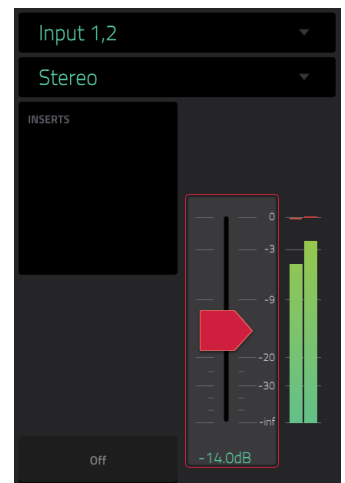 Input 1,2
Stereo
INSERTS
0
-3
-9
-20
-30
-inf
Off
-14.0dB